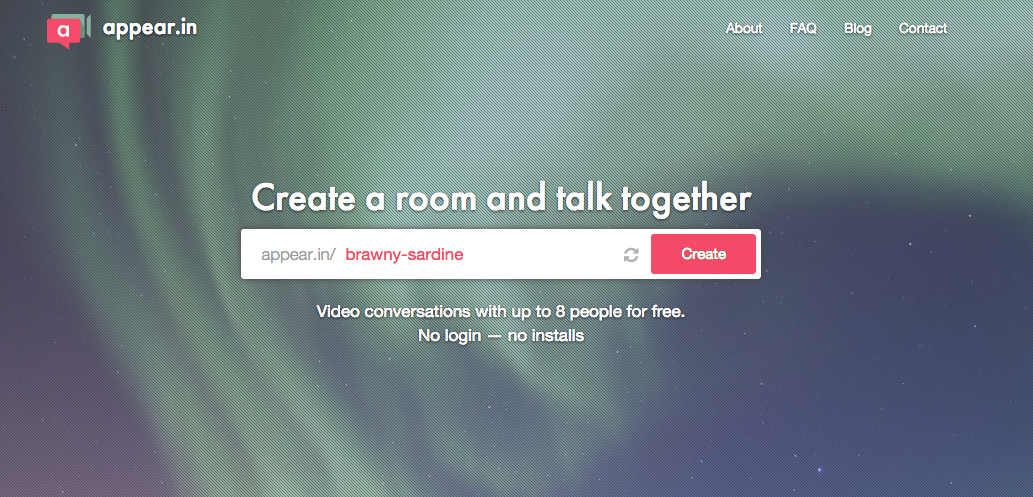 a appear.in
About FAQ Blog Contact
Create a room and talk together
appear.in/ brawny-sardine Create
Video conversations with up to 8 people for free.
No login — no installs